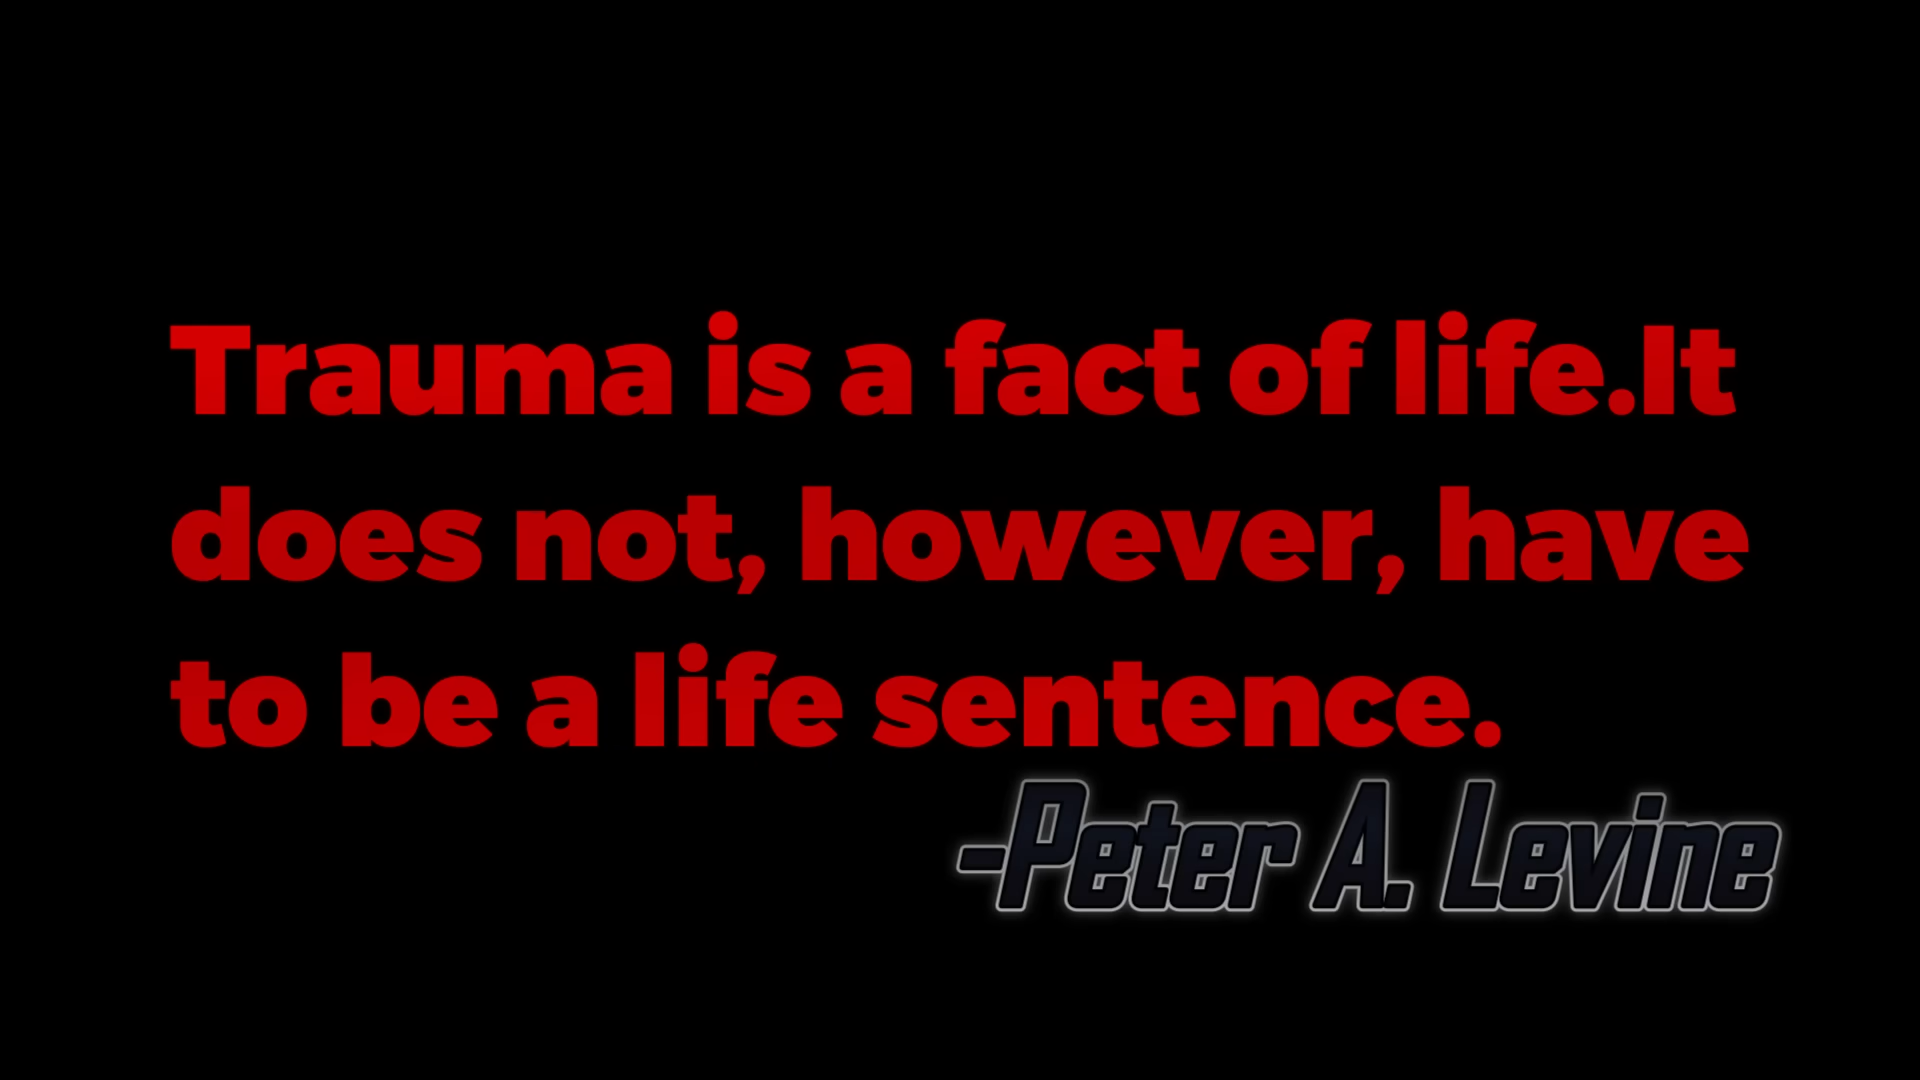 Trauma is a fact of life.It
does not, however, have
to be a life sentence.
-Peter A. Levine